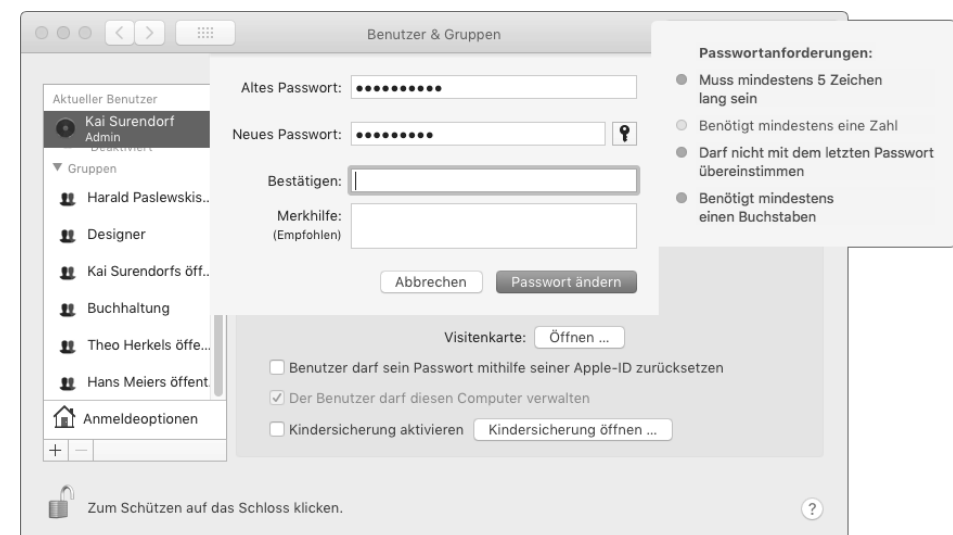 Benutzer & Gruppen
Passwortanforderungen:
Muss mindestens 5 Zeichen
lang sein
Benötigt mindestens eine Zahl
Darf nicht mit dem letzten Passwort
übereinstimmen
Benötigt mindestens
einen Buchstaben
Altes Passwort: ●●●●●●●●●●
Neues Passwort: ●●●●●●●●●
Bestätigen:
Merkhilfe:
(Empfohlen)
Abbrechen
Passwort ändern
Aktueller Benutzer
Kai Surendorf
Admin
Deaktiviert
Gruppen
Harald Paslewskis..
Designer
Kai Surendorfs öff..
Buchhaltung
Theo Herkels öffe...
Hans Meiers öffent.
Anmeldeoptionen
+ −
Visitenkarte: Öffnen ...
Benutzer darf sein Passwort mithilfe seiner Apple-ID zurücksetzen
Der Benutzer darf diesen Computer verwalten
Kindersicherung aktivieren Kindersicherung öffnen ...
Zum Schützen auf das Schloss klicken.
?